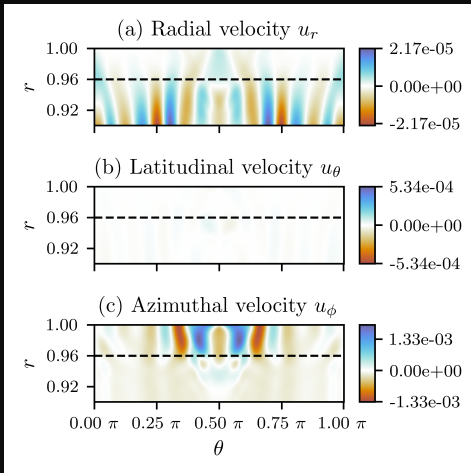 (a) Radial velocity u_r
1.00
0.96
0.92
r
2.17e-05
0.00e+00
-2.17e-05
(b) Latitudinal velocity u_θ
1.00
0.96
0.92
r
5.34e-04
0.00e+00
-5.34e-04
(c) Azimuthal velocity u_ϕ
1.00
0.96
0.92
r
1.33e-03
0.00e+00
-1.33e-03
0.00 π 0.25 π 0.50 π 0.75 π 1.00 π
θ